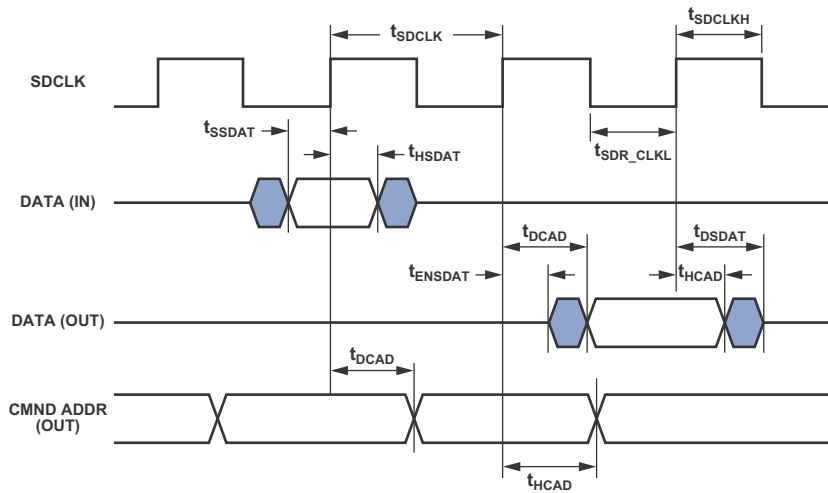 tSDCLK
tSDCLKH
SDCLK
tSSDAT
tHSDAT
tSDR_CLKL
DATA (IN)
tDCAD
tDSDAT
tENSDAT
tHCAD
DATA (OUT)
tDCAD
CMND ADDR
(OUT)
tHCAD